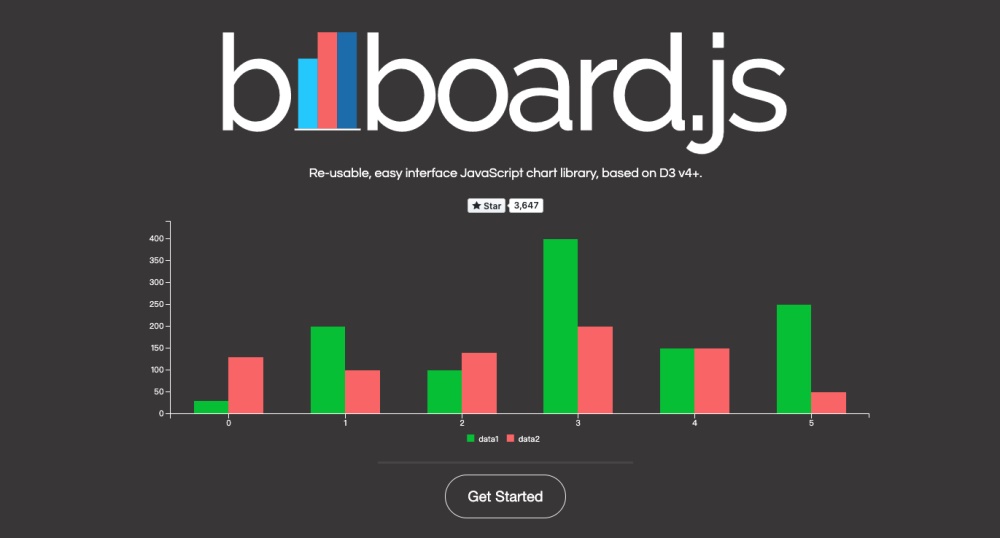 billboard.js
Re-usable, easy interface JavaScript chart library, based on D3 v4+.
Star 3,647
400
350
300
250
200
150
100
50
0
0 1 2 3 4 5
data1 data2
Get Started